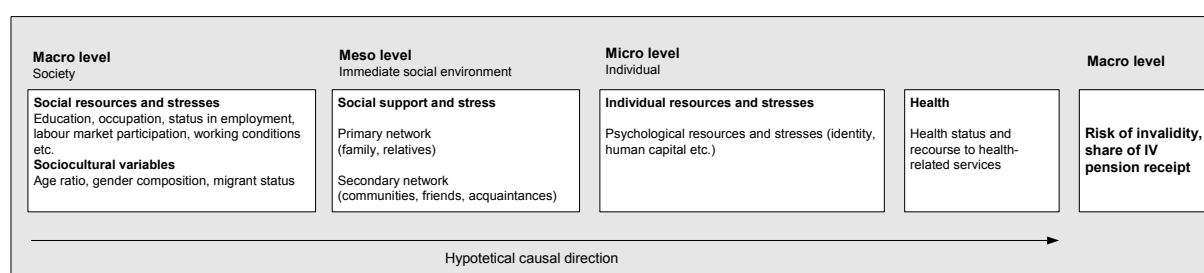 Macro level
Society
Social resources and stresses
Education, occupation, status in employment,
labour market participation, working conditions
etc.
Sociocultural variables
Age ratio, gender composition, migrant status
Meso level
Immediate social environment
Social support and stress
Primary network
(family, relatives)
Secondary network
(communities, friends, acquaintances)
Micro level
Individual
Individual resources and stresses
Psychological resources and stresses (identity,
human capital etc.)
Health
Health status and
recourse to health-
related services
Macro level
Risk of invalidity,
share of IV
pension receipt
Hypotetical causal direction